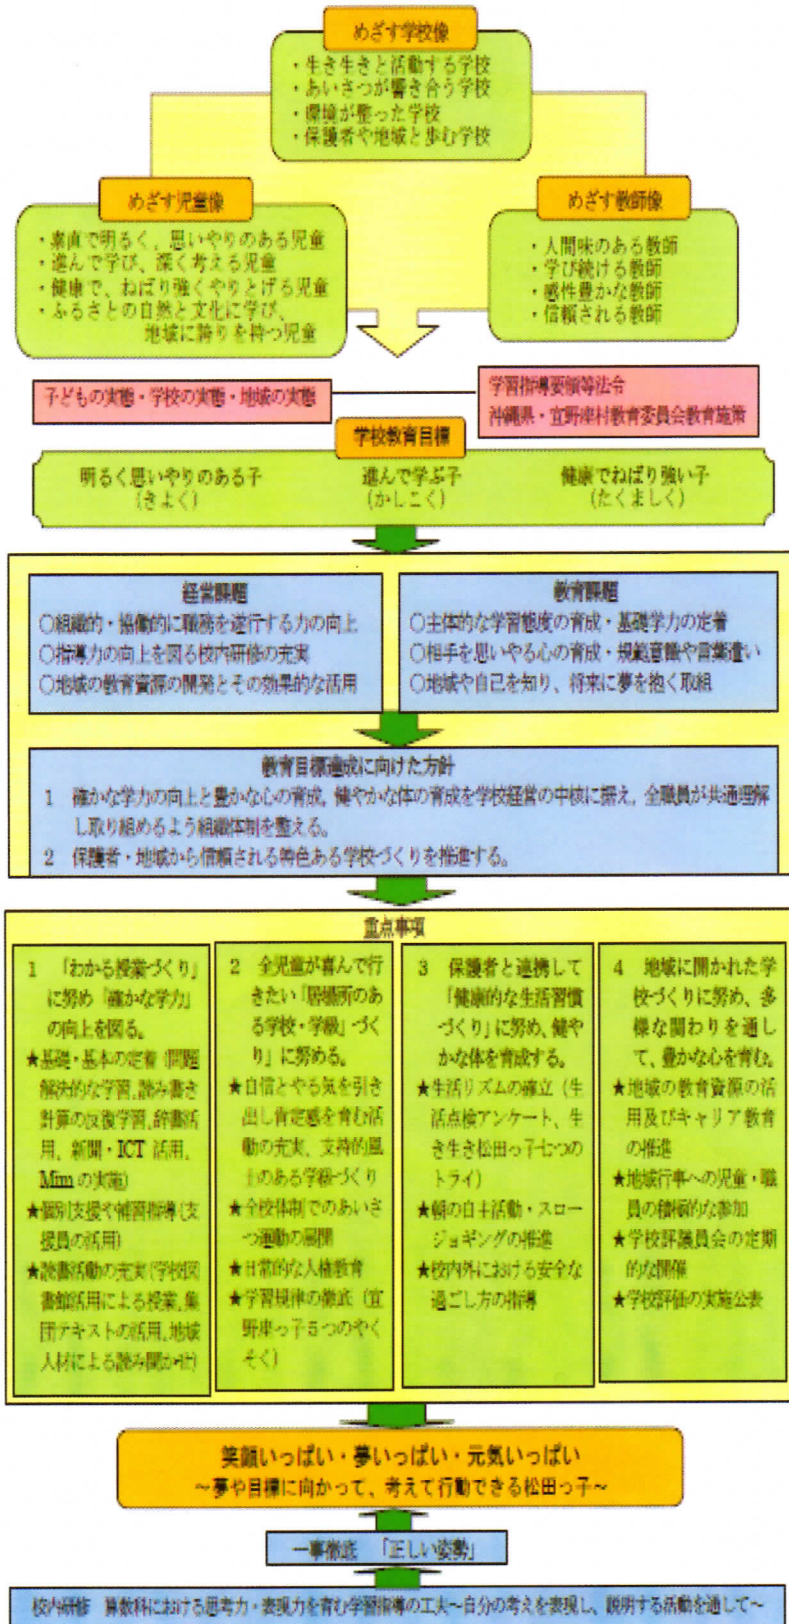 めざす学校像
・生き生きと活動する学校
・あいさつが響き合う学校
・環境が整った学校
・保護者や地域と歩む学校
めざす児童像
・素直で明るく、思いやりのある児童
・進んで学び、深く考える児童
・健康で、ねばり強くやりとげる児童
・ふるさとの自然と文化に学び、
地域に誇りを持つ児童
めざす教師像
・人間味のある教師
・学び続ける教師
・感性豊かな教師
・信頼される教師
子どもの実態・学校の実態・地域の実態
学習指導要領等法令
沖縄県・宜野座村教育委員会教育施策
学校教育目標
明るく思いやりのある子
(きよく)
進んで学ぶ子
(かしこく)
健康でねばり強い子
(たくましく)
経営課題
○組織的・協働的に職務を遂行する力の向上
○指導力の向上を図る校内研修の充実
○地域の教育資源の開発とその効果的な活用
教育課題
○主体的な学習態度の育成・基礎学力の定着
○相手を思いやる心の育成・規範意識や言葉遣い
○地域や自己を知り、将来に夢を抱く取組
教育目標達成に向けた方針
1 確かな学力の向上と豊かな心の育成，健やかな体の育成を学校経営の中核に据え，全職員が共通理解
し取り組めるよう組織体制を整える。
2 保護者・地域から信頼される特色ある学校づくりを推進する。
重点事項
1 「わかる授業づくり」
に努め「確かな学力」
の向上を図る。
★基礎・基本の定着（問題
解決的な学習、読み書き
計算の反復学習、辞書活
用、新聞・ICT 活用、
Mim の実施）
★個別支援や補習指導（支
援員の活用）
★読書活動の充実（学校図
書館活用による授業、集
団テキストの活用、地域
人材による読み聞かせ）
2 全児童が喜んで行
きたい「居場所のあ
る学校・学級」づく
り」に努める。
★自信とやる気を引き
出し肯定感を育む活
動の充実、支持的風
土のある学級づくり
★全校体制でのあいさ
つ運動の展開
★日常的な人権教育
★学習規律の徹底（宜
野座っ子５つのやく
そく）
3 保護者と連携して
「健康的な生活習慣
づくり」に努め、健や
かな体を育成する。
★生活リズムの確立（生
活点検アンケート、生
き生き松田っ子七つの
トライ）
★朝の自主活動・スロー
ジョギングの推進
★校内外における安全な
過ごし方の指導
4 地域に開かれた学
校づくりに努め、多
様な関わりを通し
て、豊かな心を育む。
★地域の教育資源の活
用及びキャリア教育
の推進
★地域行事への児童・職
員の積極的な参加
★学校評議員会の定期
的な開催
★学校評価の実施公表
笑顔いっぱい・夢いっぱい・元気いっぱい
～夢や目標に向かって、考えて行動できる松田っ子～
一事徹底 「正しい姿勢」
校内研修 算数科における思考力・表現力を育む学習指導の工夫～自分の考えを表現し、説明する活動を通して～